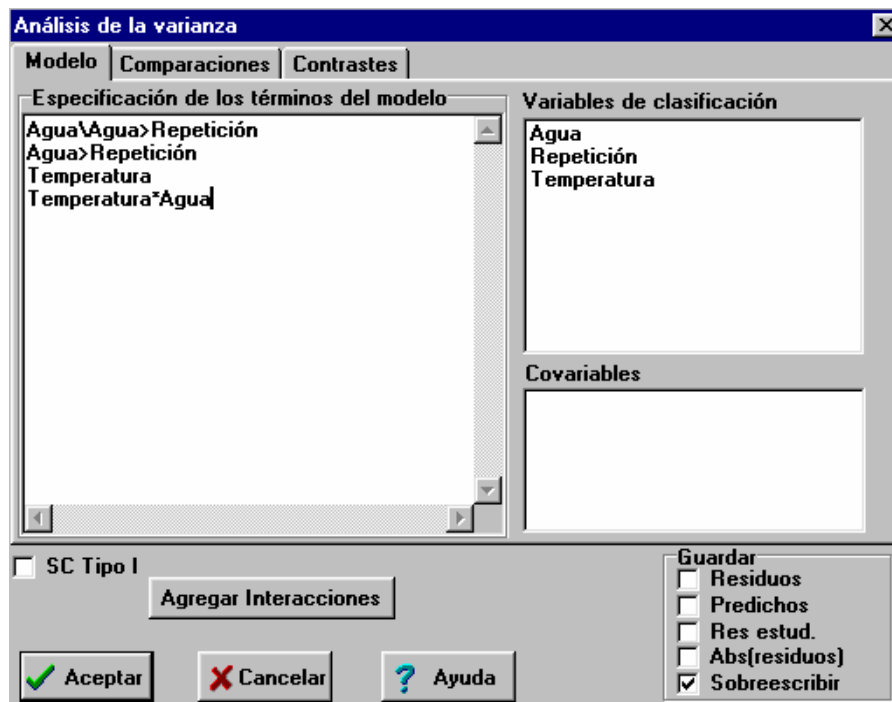 Análisis de la varianza
Modelo
Comparaciones
Contrastes
Especificación de los términos del modelo
Agua\Agua>Repetición
Agua>Repetición
Temperatura
Temperatura*Agua
Variables de clasificación
Agua
Repetición
Temperatura
Covariables
SC Tipo I
Agregar Interacciones
Guardar
Residuos
Predichos
Res estud.
Abs(residuos)
Sobreescribir
Aceptar
Cancelar
Ayuda